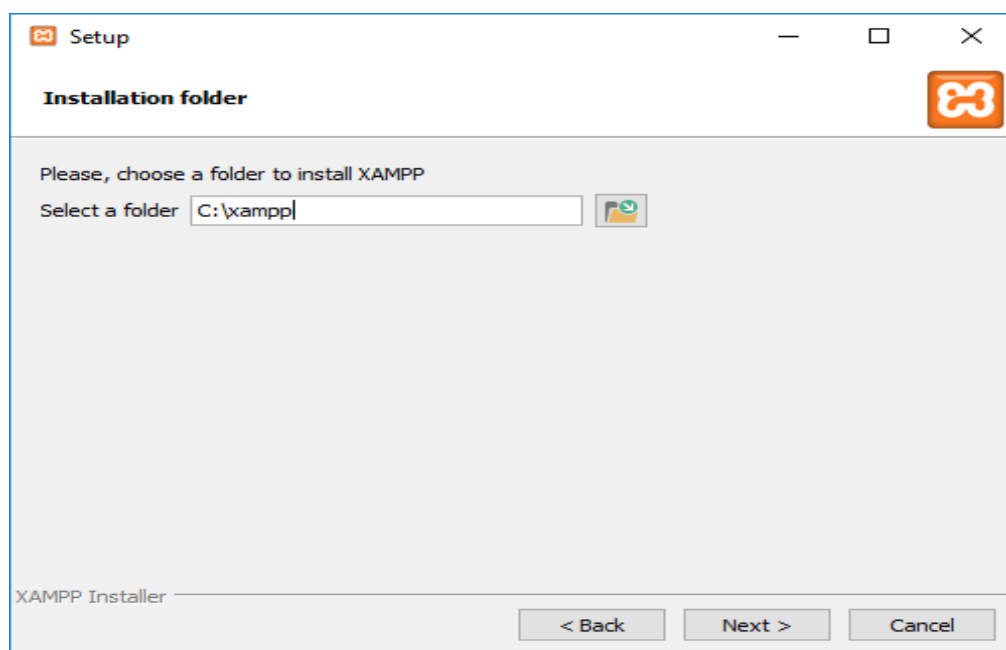 Setup
Installation folder
Please, choose a folder to install XAMPP
Select a folder C:\xampp
XAMPP Installer
< Back Next > Cancel